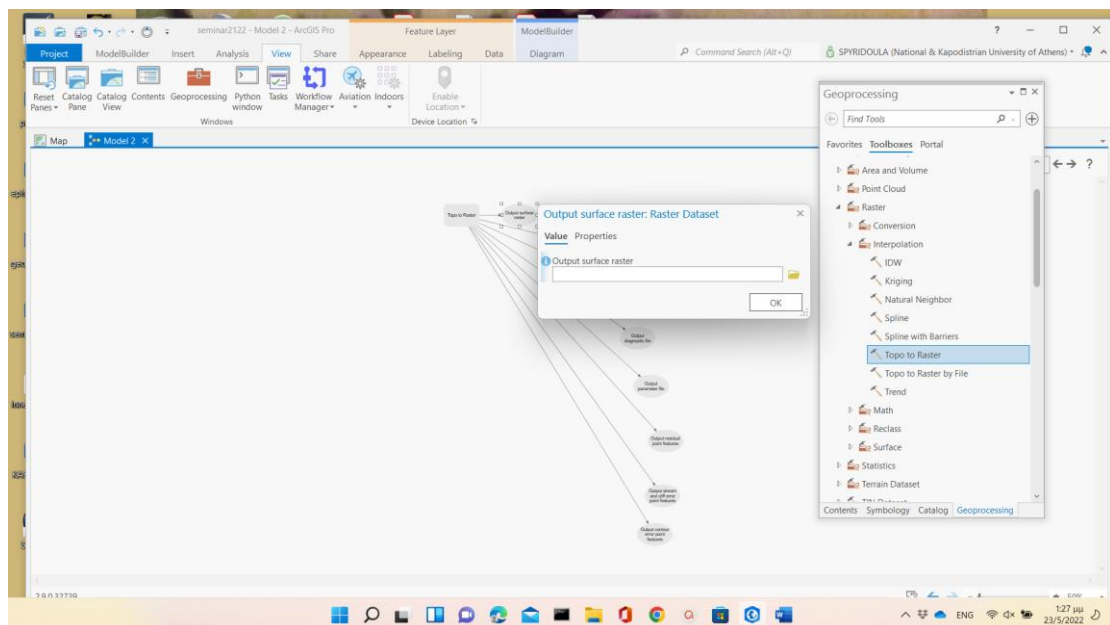 seminar2122 - Model 2 - ArcGIS Pro
Feature Layer
ModelBuilder
?
Project
ModelBuilder
Insert
Analysis
View
Share
Appearance
Labeling
Data
Diagram
Command Search (Alt+Q)
SPYRIDOULA (National & Kapodistrian University of Athens)
Reset Panes
Catalog Pane
Catalog View
Contents
Geoprocessing
Python window
Tasks
Workflow Manager
Aviation
Indoors
Enable Location
Windows
Device Location
Map
Model 2
Topo to Raster
Output surface raster
Output surface raster: Raster Dataset
Value Properties
Output surface raster
OK
Output diagnostic file
Output parameter file
Output residual point features
Output stream and cliff error point features
Output contour error point features
Geoprocessing
Find Tools
Favorites Toolboxes Portal
Area and Volume
Point Cloud
Raster
Conversion
Interpolation
IDW
Kriging
Natural Neighbor
Spline
Spline with Barriers
Topo to Raster
Topo to Raster by File
Trend
Math
Reclass
Surface
Statistics
Terrain Dataset
Contents Symbology Catalog Geoprocessing
?
ENG
1:27 μμ
23/5/2022